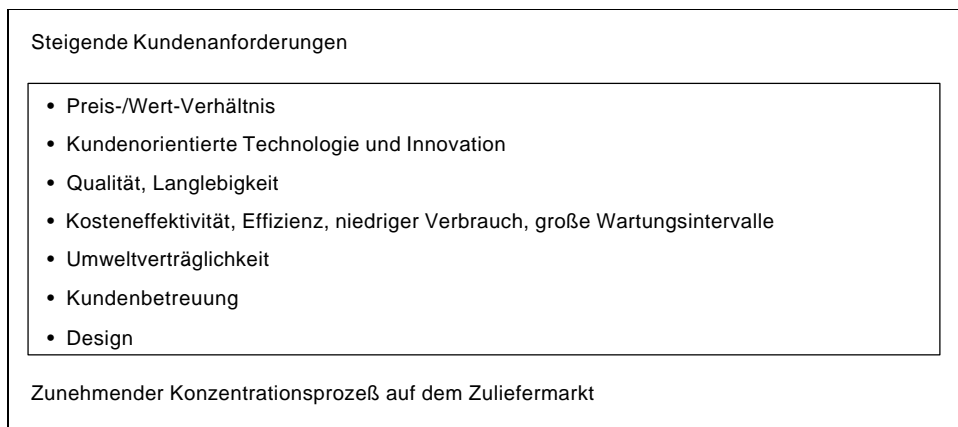 Steigende Kundenanforderungen
• Preis-/Wert-Verhältnis
• Kundenorientierte Technologie und Innovation
• Qualität, Langlebigkeit
• Kosteneffektivität, Effizienz, niedriger Verbrauch, große Wartungsintervalle
• Umweltverträglichkeit
• Kundenbetreuung
• Design
Zunehmender Konzentrationsprozeß auf dem Zuliefermarkt